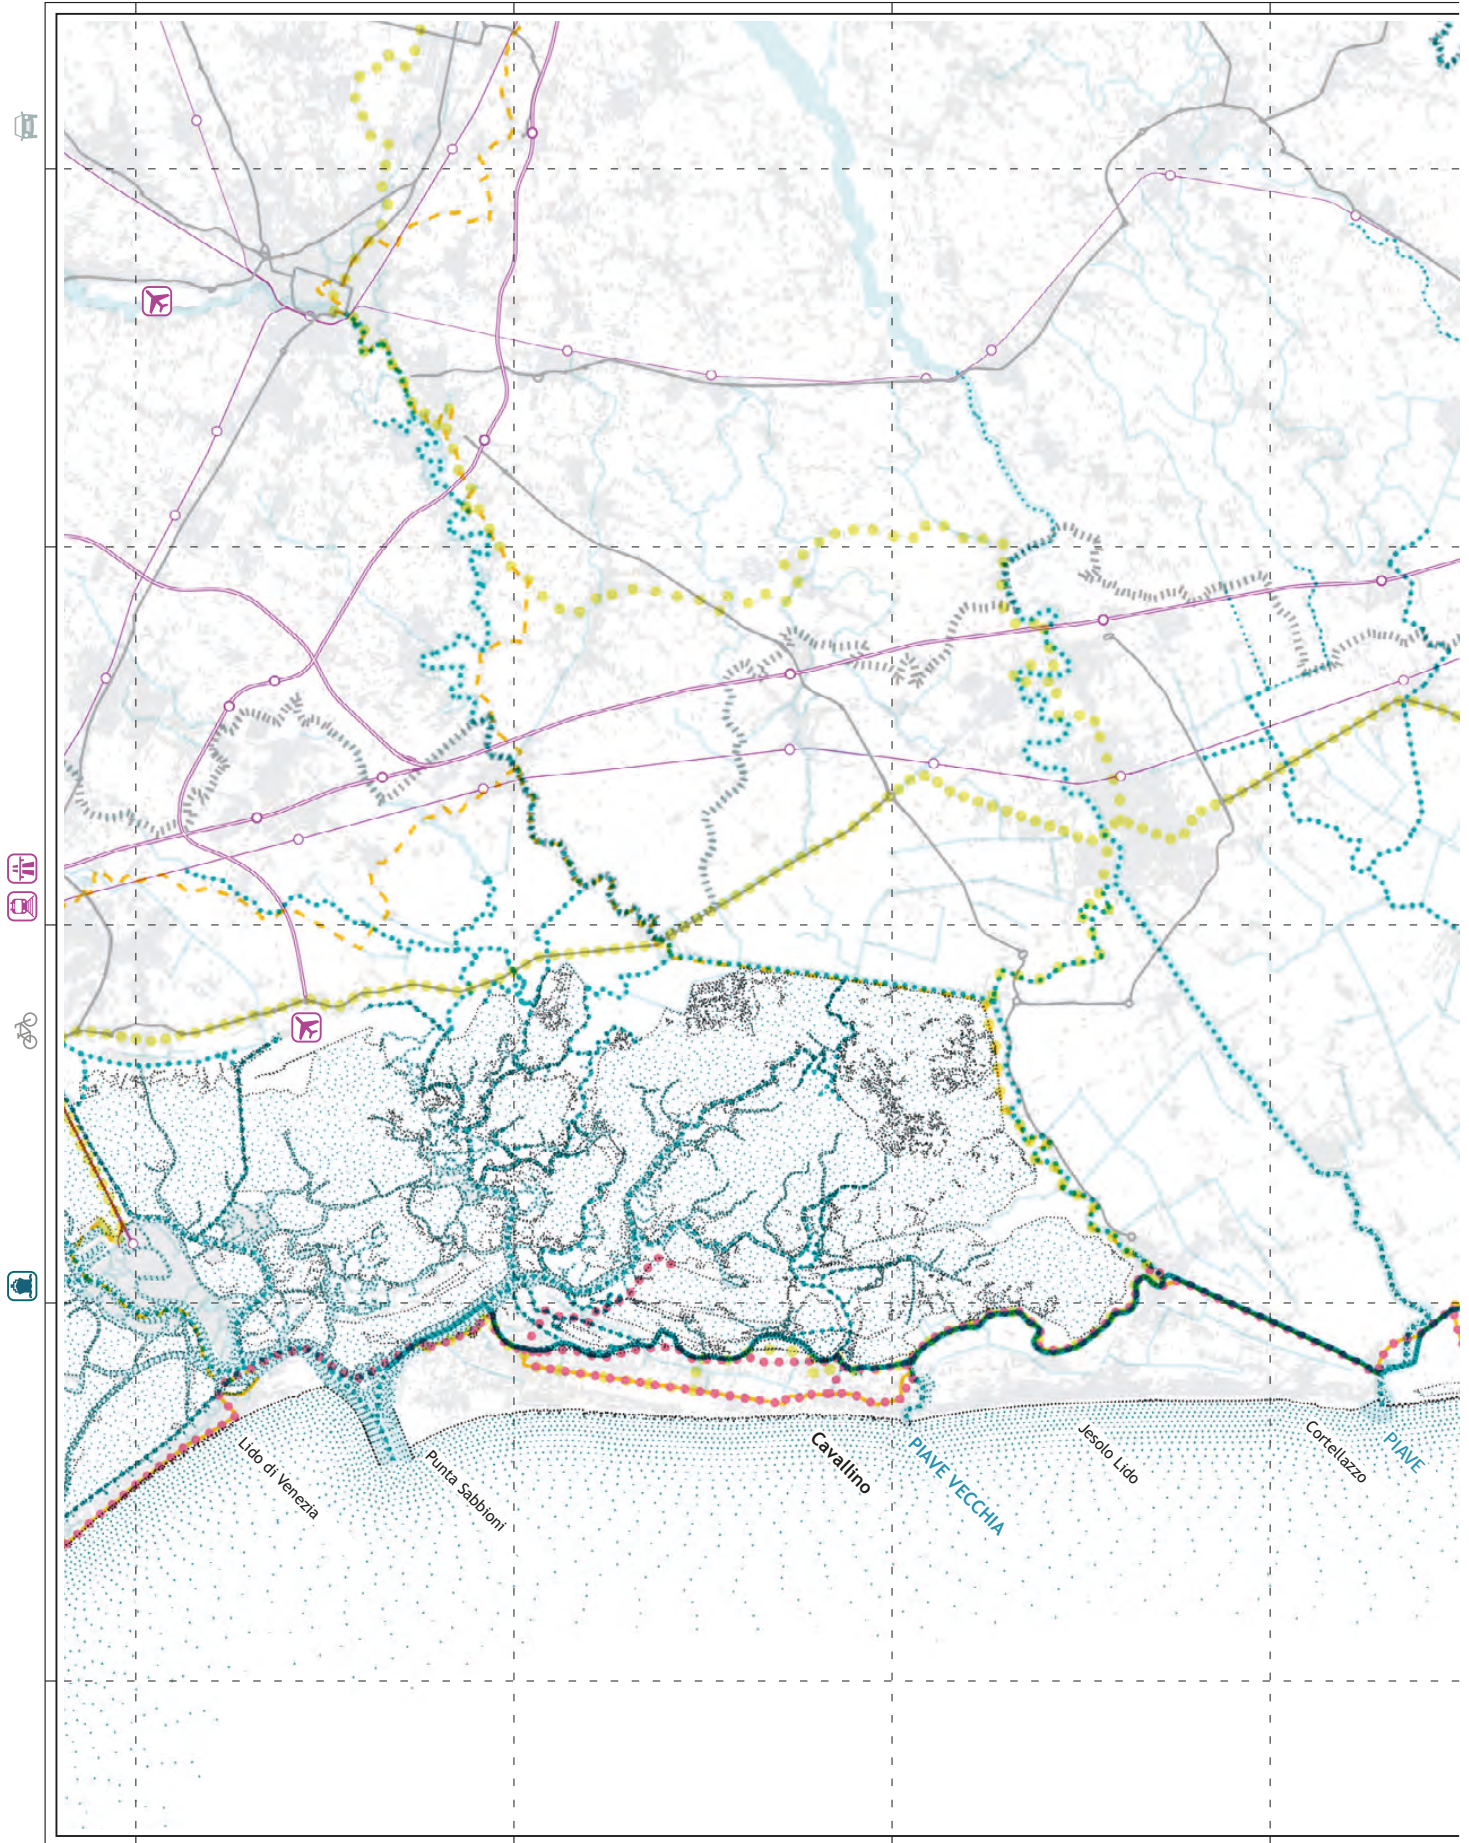 Lido di Venezia
Punta Sabbioni
Cavallino
PIAVE VECCHIA
Jesolo Lido
Cortellazzo
PIAVE